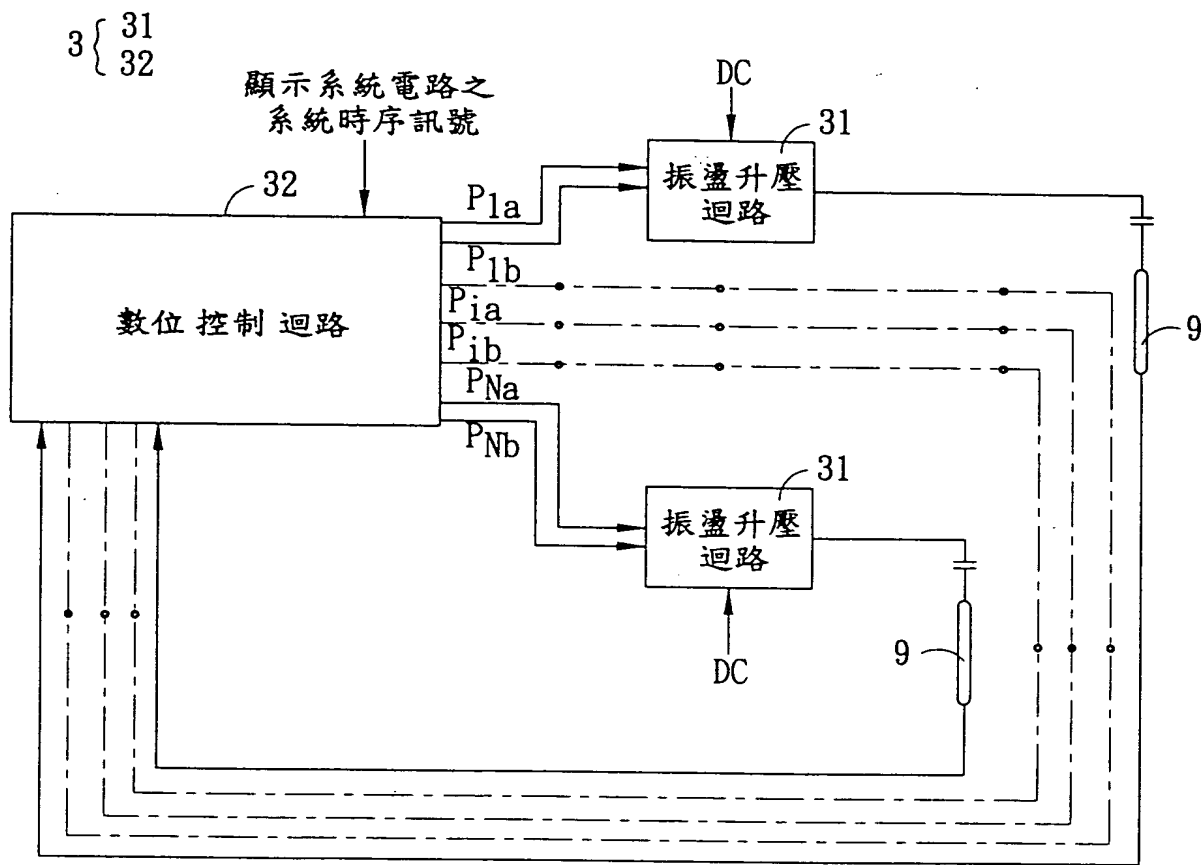 3 { 31
32
顯示系統電路之
系統時序訊號
DC
31
振盪升壓
迴路
32
P1a
P1b
Pia
Pib
PNa
PNb
數位控制迴路
9
31
振盪升壓
迴路
DC
9